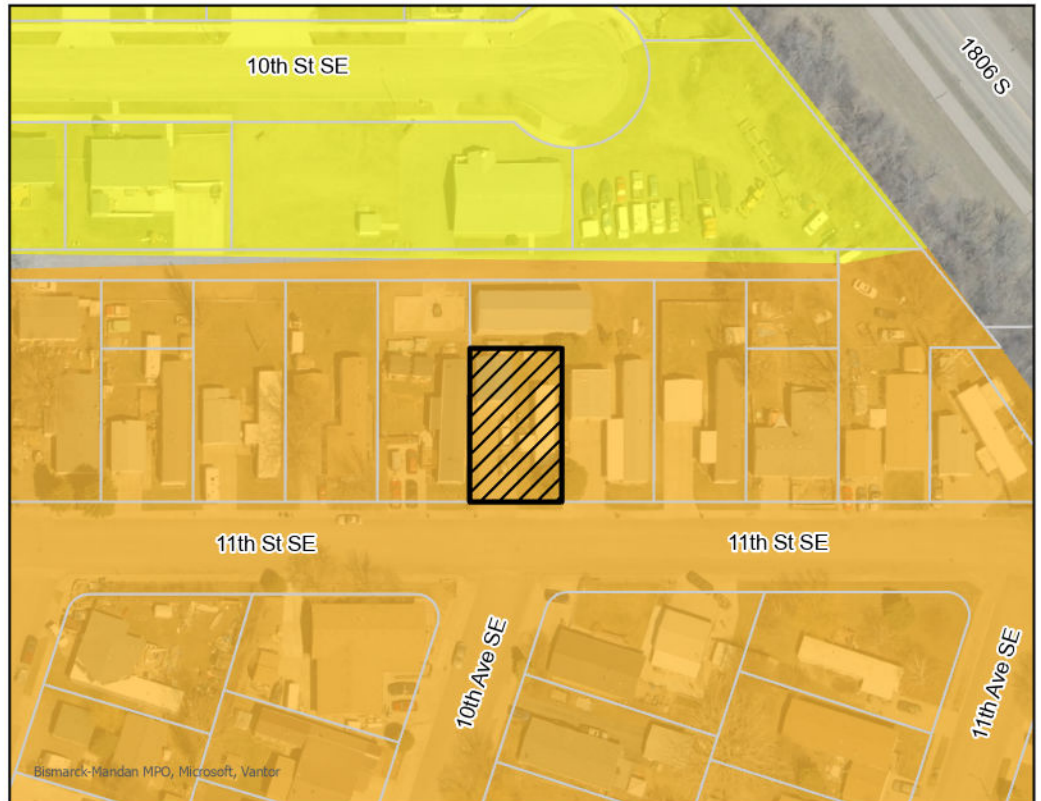 10th St SE
1806 S
11th St SE
11th St SE
10th Ave SE
11th Ave SE
Bismarck-Mandan MPO, Microsoft, Vantor